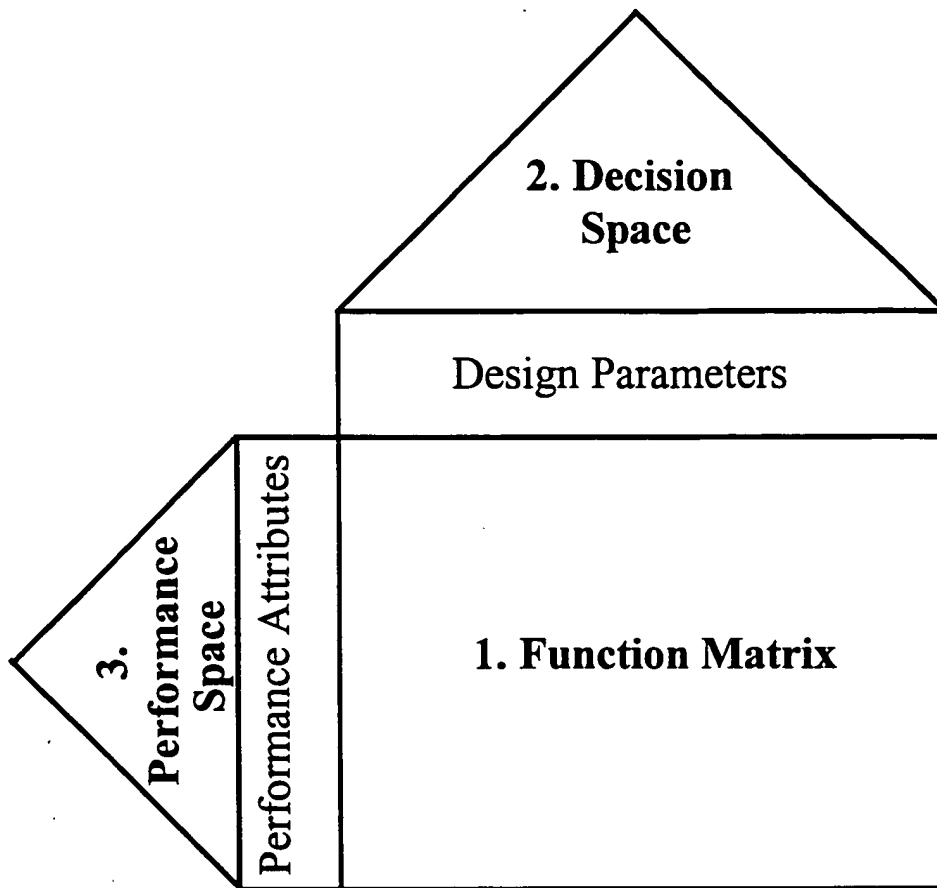 2. Decision
Space
Design Parameters
3.
Performance
Space
Performance Attributes
1. Function Matrix